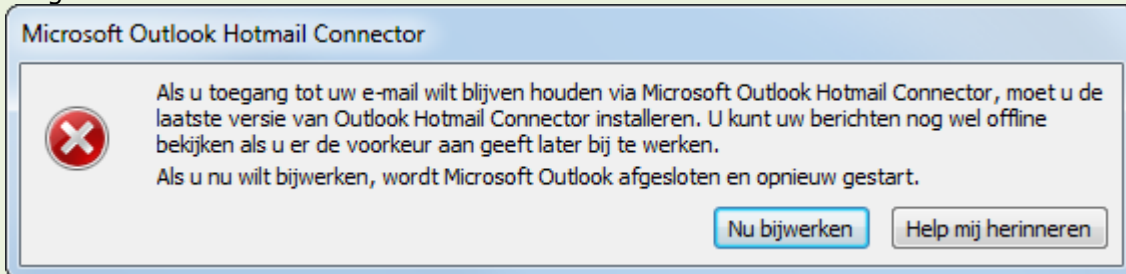 Microsoft Outlook Hotmail Connector
Als u toegang tot uw e-mail wilt blijven houden via Microsoft Outlook Hotmail Connector, moet u de
laatste versie van Outlook Hotmail Connector installeren. U kunt uw berichten nog wel offline
bekijken als u er de voorkeur aan geeft later bij te werken.
Als u nu wilt bijwerken, wordt Microsoft Outlook afgesloten en opnieuw gestart.
Nu bijwerken Help mij herinneren